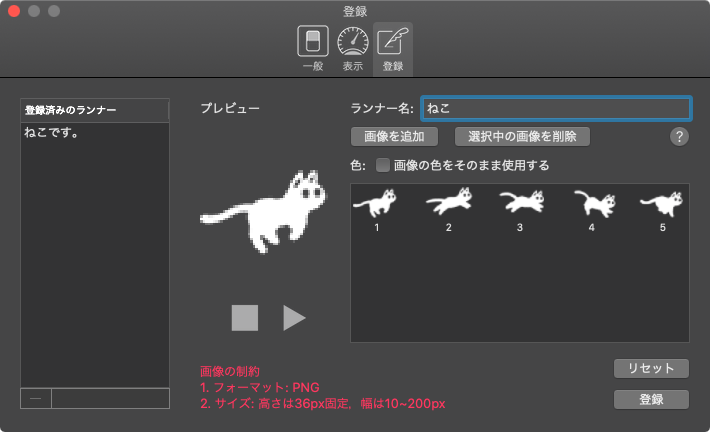 登録
一般
表示
登録
登録済みのランナー
ねこです。
プレビュー
ランナー名: ねこ
画像を追加
選択中の画像を削除
?
色: 画像の色をそのまま使用する
1 2 3 4 5
画像の制約
1. フォーマット: PNG
2. サイズ: 高さは36px固定，幅は10~200px
リセット
登録